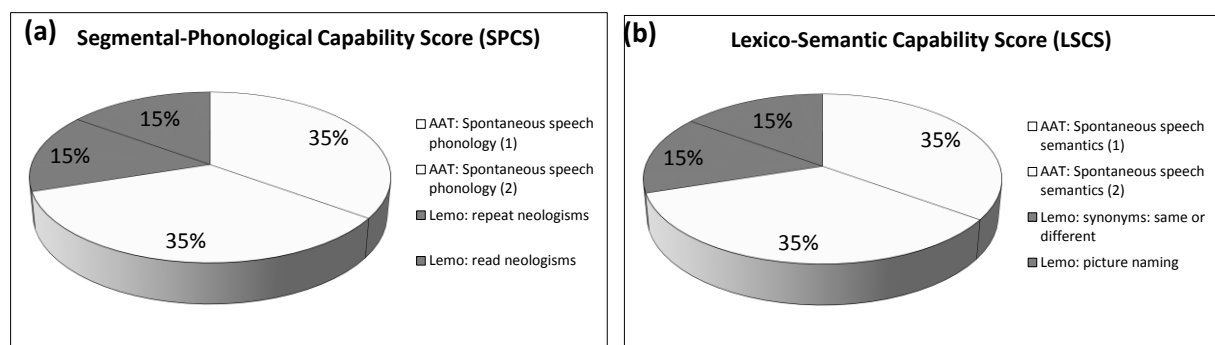 (a) Segmental-Phonological Capability Score (SPCS)
15%
35%
15%
35%
AAT: Spontaneous speech
phonology (1)
AAT: Spontaneous speech
phonology (2)
Lemo: repeat neologisms
Lemo: read neologisms
(b) Lexico-Semantic Capability Score (LSCS)
15%
35%
15%
35%
AAT: Spontaneous speech
semantics (1)
AAT: Spontaneous speech
semantics (2)
Lemo: synonyms: same or
different
Lemo: picture naming